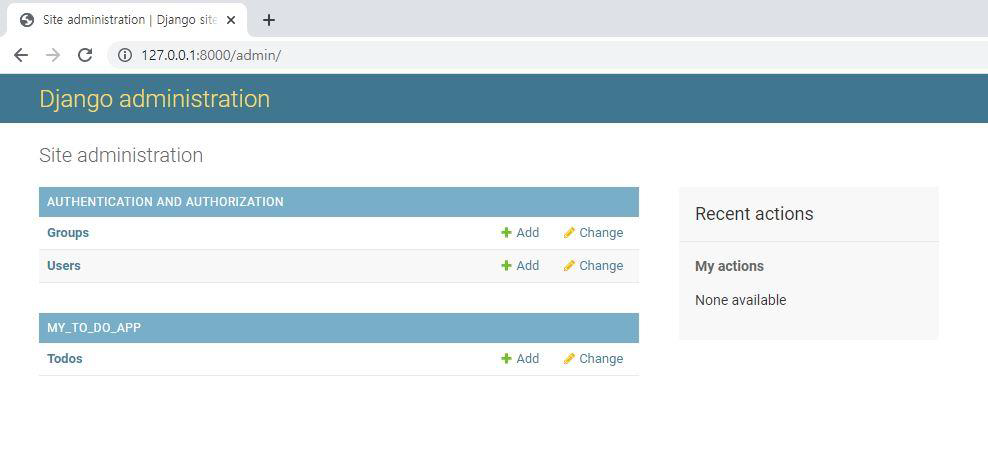 Site administration | Django site
127.0.0.1:8000/admin/
Django administration
Site administration
AUTHENTICATION AND AUTHORIZATION
Groups Add Change
Users Add Change
MY_TO_DO_APP
Todos Add Change
Recent actions
My actions
None available